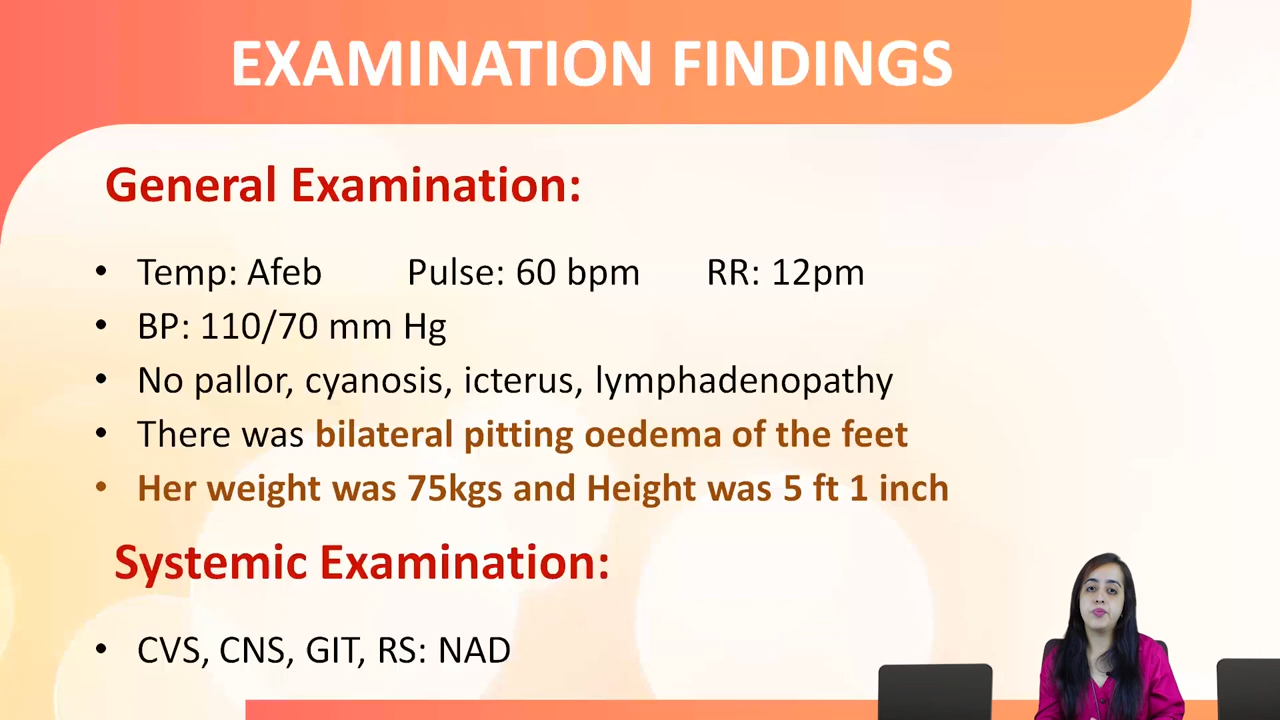 EXAMINATION FINDINGS
General Examination:
• Temp: Afeb Pulse: 60 bpm RR: 12pm
• BP: 110/70 mm Hg
• No pallor, cyanosis, icterus, lymphadenopathy
• There was bilateral pitting oedema of the feet
• Her weight was 75kgs and Height was 5 ft 1 inch
Systemic Examination:
• CVS, CNS, GIT, RS: NAD